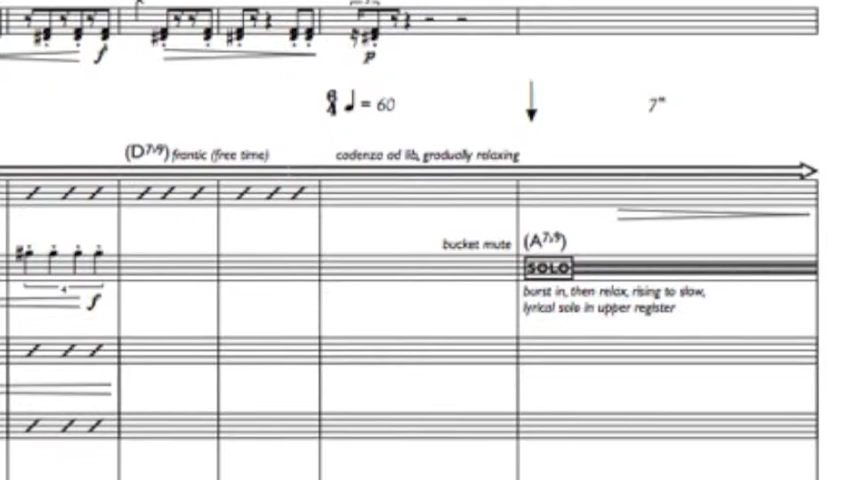 f
p
6/4 ♩ = 60
7"
(D7♭9) frantic (free time)
cadenza ad lib, gradually relaxing
bucket mute
(A7♭9)
SOLO
4
f
burst in, then relax, rising to slow,
lyrical solo in upper register